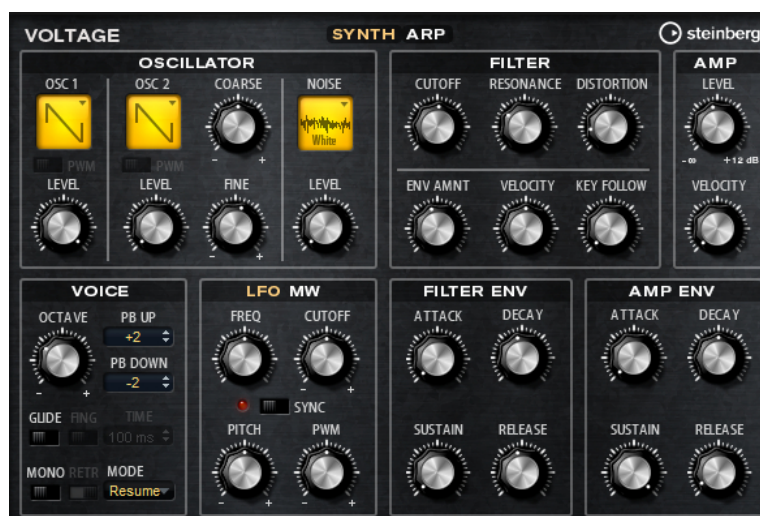 VOLTAGE SYNTH ARP steinberg
OSCILLATOR
OSC 1 OSC 2 COARSE NOISE
White
PWM PWM - +
LEVEL LEVEL FINE LEVEL
- +
FILTER
CUTOFF RESONANCE DISTORTION
ENV AMNT VELOCITY KEY FOLLOW
AMP
LEVEL
-∞ +12 dB
VELOCITY
VOICE
OCTAVE PB UP
+2
PB DOWN
-2
- +
GLIDE FING TIME
100 ms
MONO RETR MODE
Resume
LFO MW
FREQ CUTOFF
- +
SYNC
PITCH PWM
- + - +
FILTER ENV
ATTACK DECAY
SUSTAIN RELEASE
AMP ENV
ATTACK DECAY
SUSTAIN RELEASE